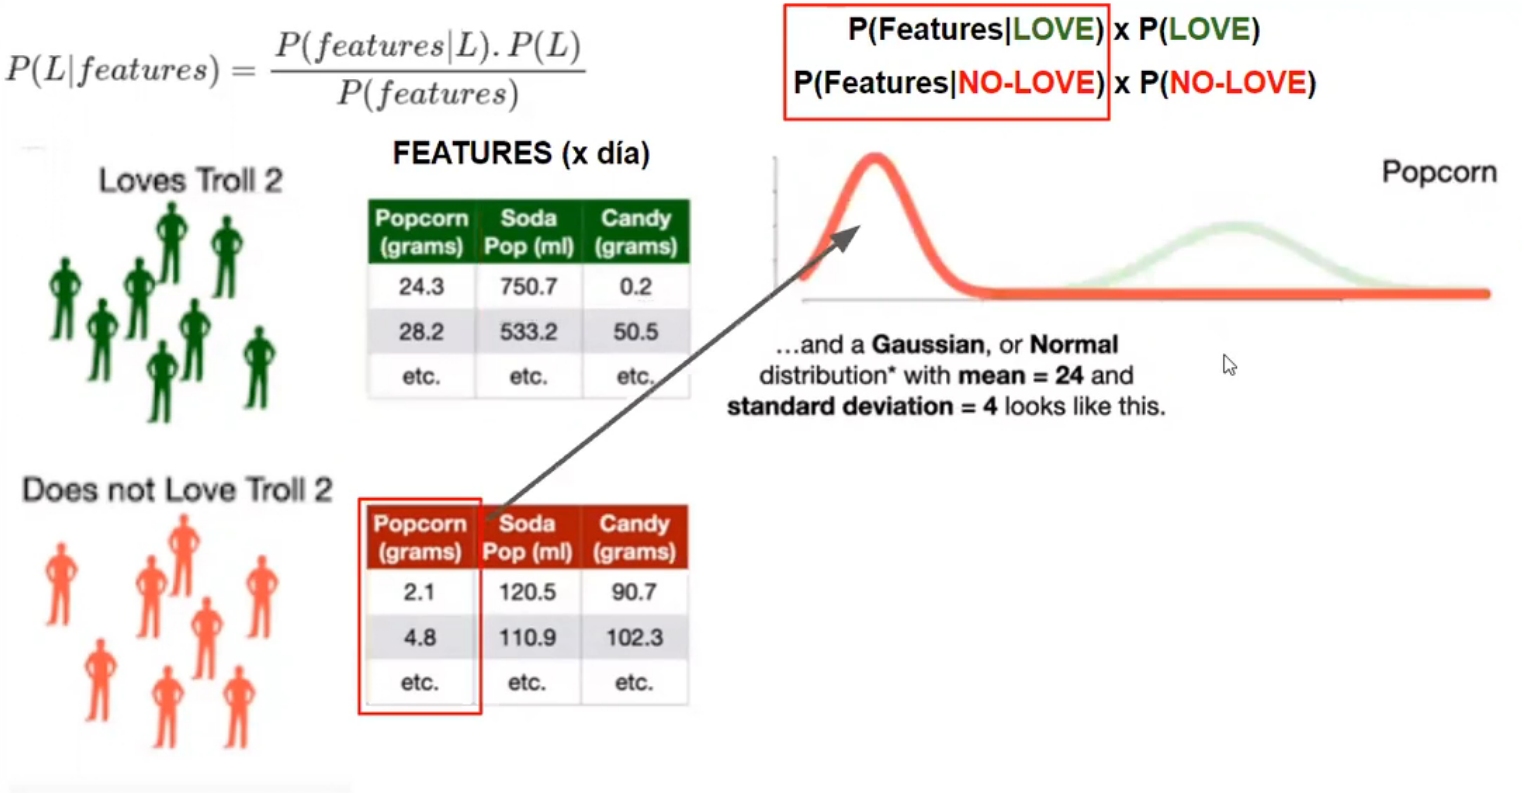 P(L|features) = P(features|L). P(L) / P(features)
P(Features|LOVE) x P(LOVE)
P(Features|NO-LOVE) x P(NO-LOVE)
Loves Troll 2
FEATURES (x día)
Popcorn (grams) Soda Pop (ml) Candy (grams)
24.3 750.7 0.2
28.2 533.2 50.5
etc. etc. etc.
Popcorn
...and a Gaussian, or Normal
distribution* with mean = 24 and
standard deviation = 4 looks like this.
Does not Love Troll 2
Popcorn (grams) Soda Pop (ml) Candy (grams)
2.1 120.5 90.7
4.8 110.9 102.3
etc. etc. etc.